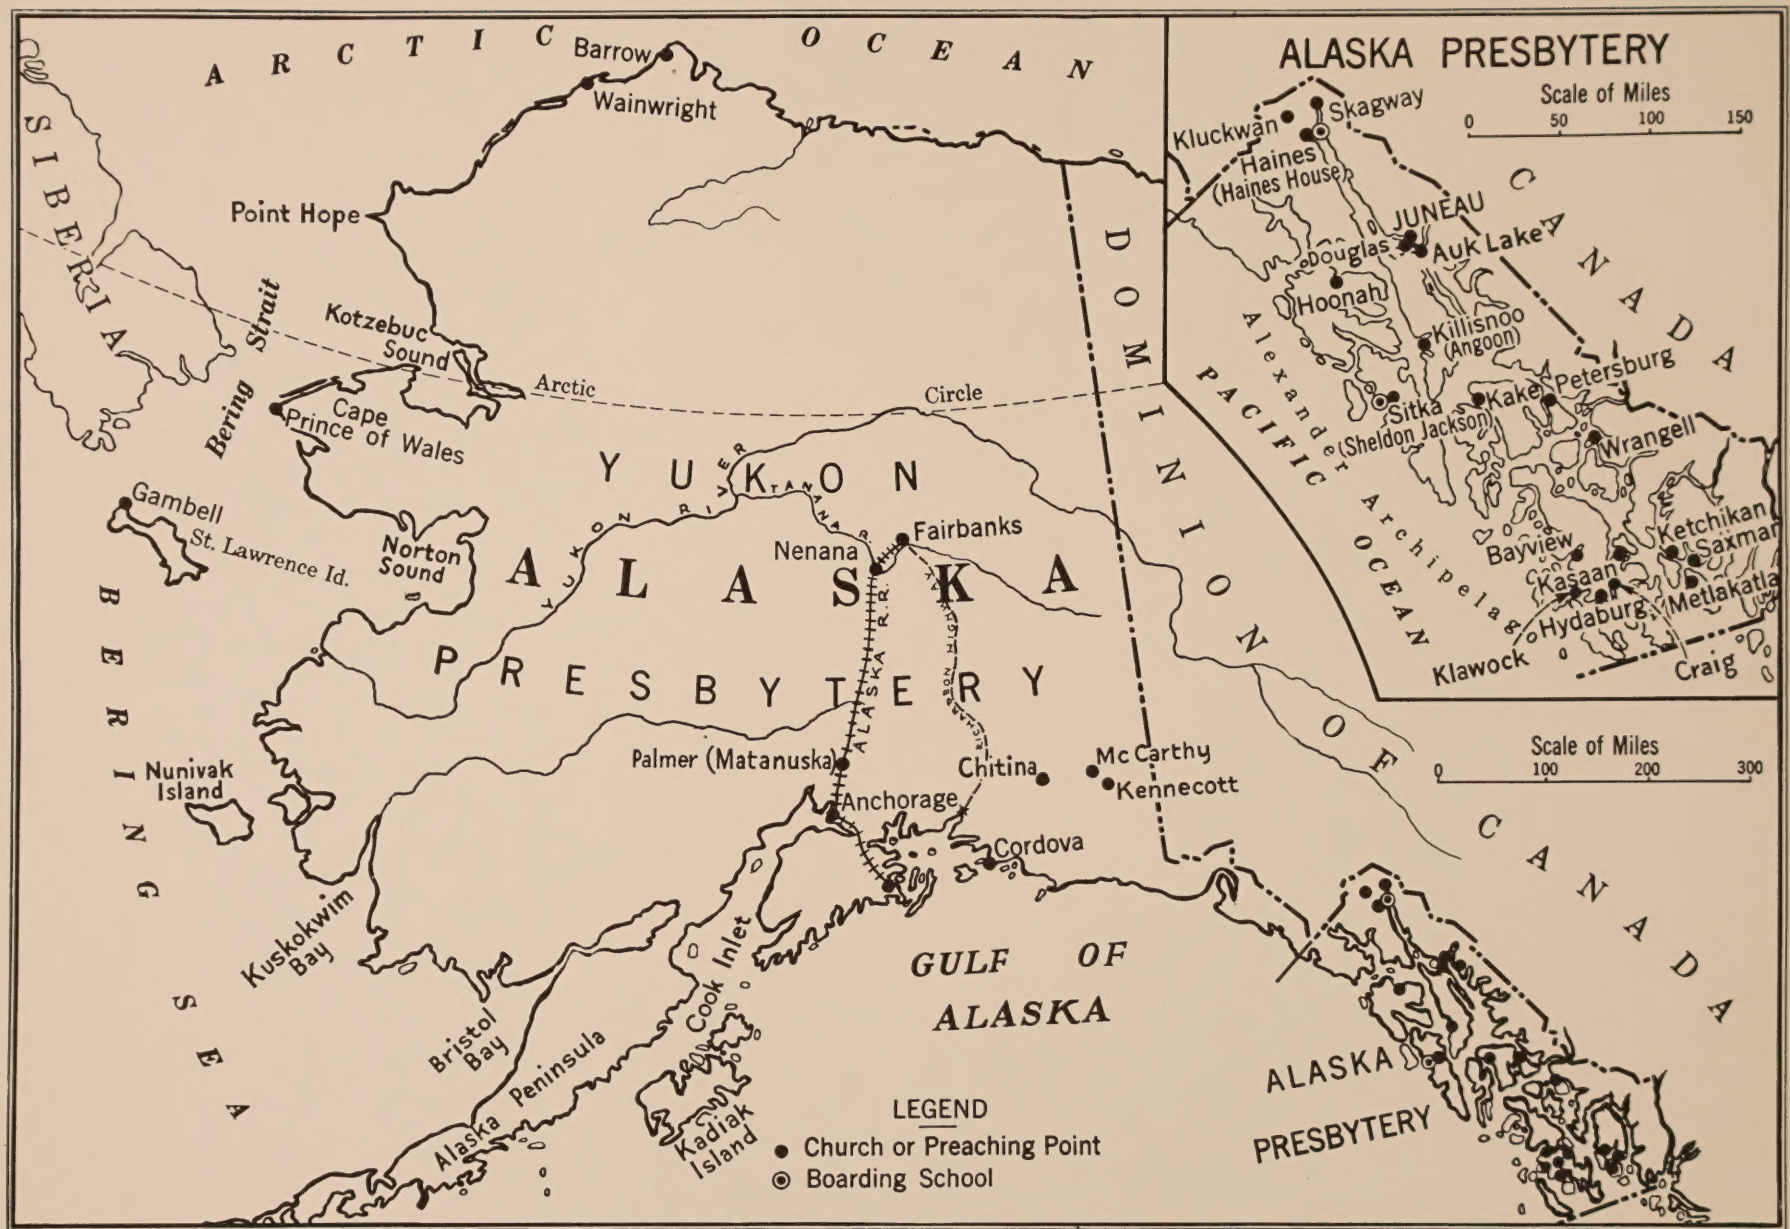 ARCTIC OCEAN
Barrow
Wainwright
SIBERIA
Point Hope
Bering Strait
Kotzebuc
Sound
Arctic Circle
Cape
Prince of Wales
Gambell
St. Lawrence Id.
Norton
Sound
YUKON
PRESBYTERY
ALASKA
YUKON RIVER
TANANA R.
Fairbanks
Nenana
ALASKA R.R.
DOMINION OF CANADA
BERING SEA
Nunivak
Island
Palmer (Matanuska)
Anchorage
Chitina
Mc Carthy
Kennecott
Cordova
Kuskokwim
Bay
Bristol
Bay
Cook Inlet
Alaska Peninsula
Kadiak
Island
GULF OF
ALASKA
LEGEND
Church or Preaching Point
Boarding School
ALASKA
PRESBYTERY
Scale of Miles
0 100 200 300
ALASKA PRESBYTERY
Scale of Miles
0 50 100 150
Skagway
Kluckwan
Haines
(Haines House)
CANADA
JUNEAU
Douglas
Auk Lake
Hoonah
Killisnoo
(Angoon)
Alexander Archipelago
PACIFIC OCEAN
Sitka
(Sheldon Jackson)
Kake
Petersburg
Wrangell
Ketchikan
Saxman
Bayview
Kasaan
Metlakatla
Hydaburg
Klawock
Craig